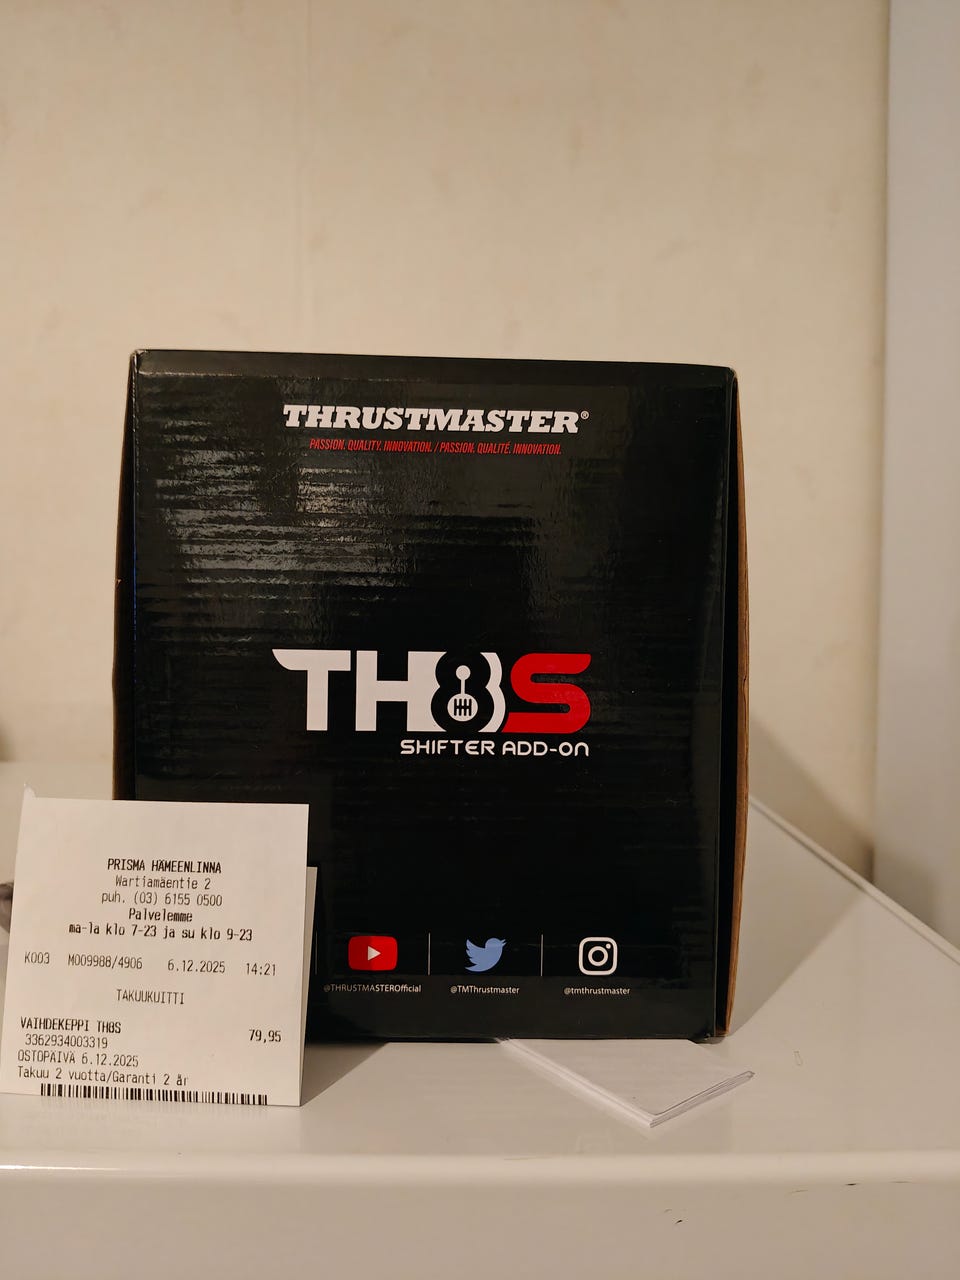 THRUSTMASTER®
PASSION. QUALITY. INNOVATION. / PASSION. QUALITÉ. INNOVATION.
TH8S
SHIFTER ADD-ON
@THRUSTMASTEROfficial
@TMThrustmaster
@tmthrustmaster
PRISMA HÄMEENLINNA
Wartiamäentie 2
puh. (03) 6155 0500
Palvelemme
ma-la klo 7-23 ja su klo 9-23
K003 M009988/4906 6.12.2025 14:21
TAKUUKUITTI
VAIHDEKEPPI TH8S 79,95
3362934003319
OSTOPÄIVÄ 6.12.2025
Takuu 2 vuotta/Garanti 2 år